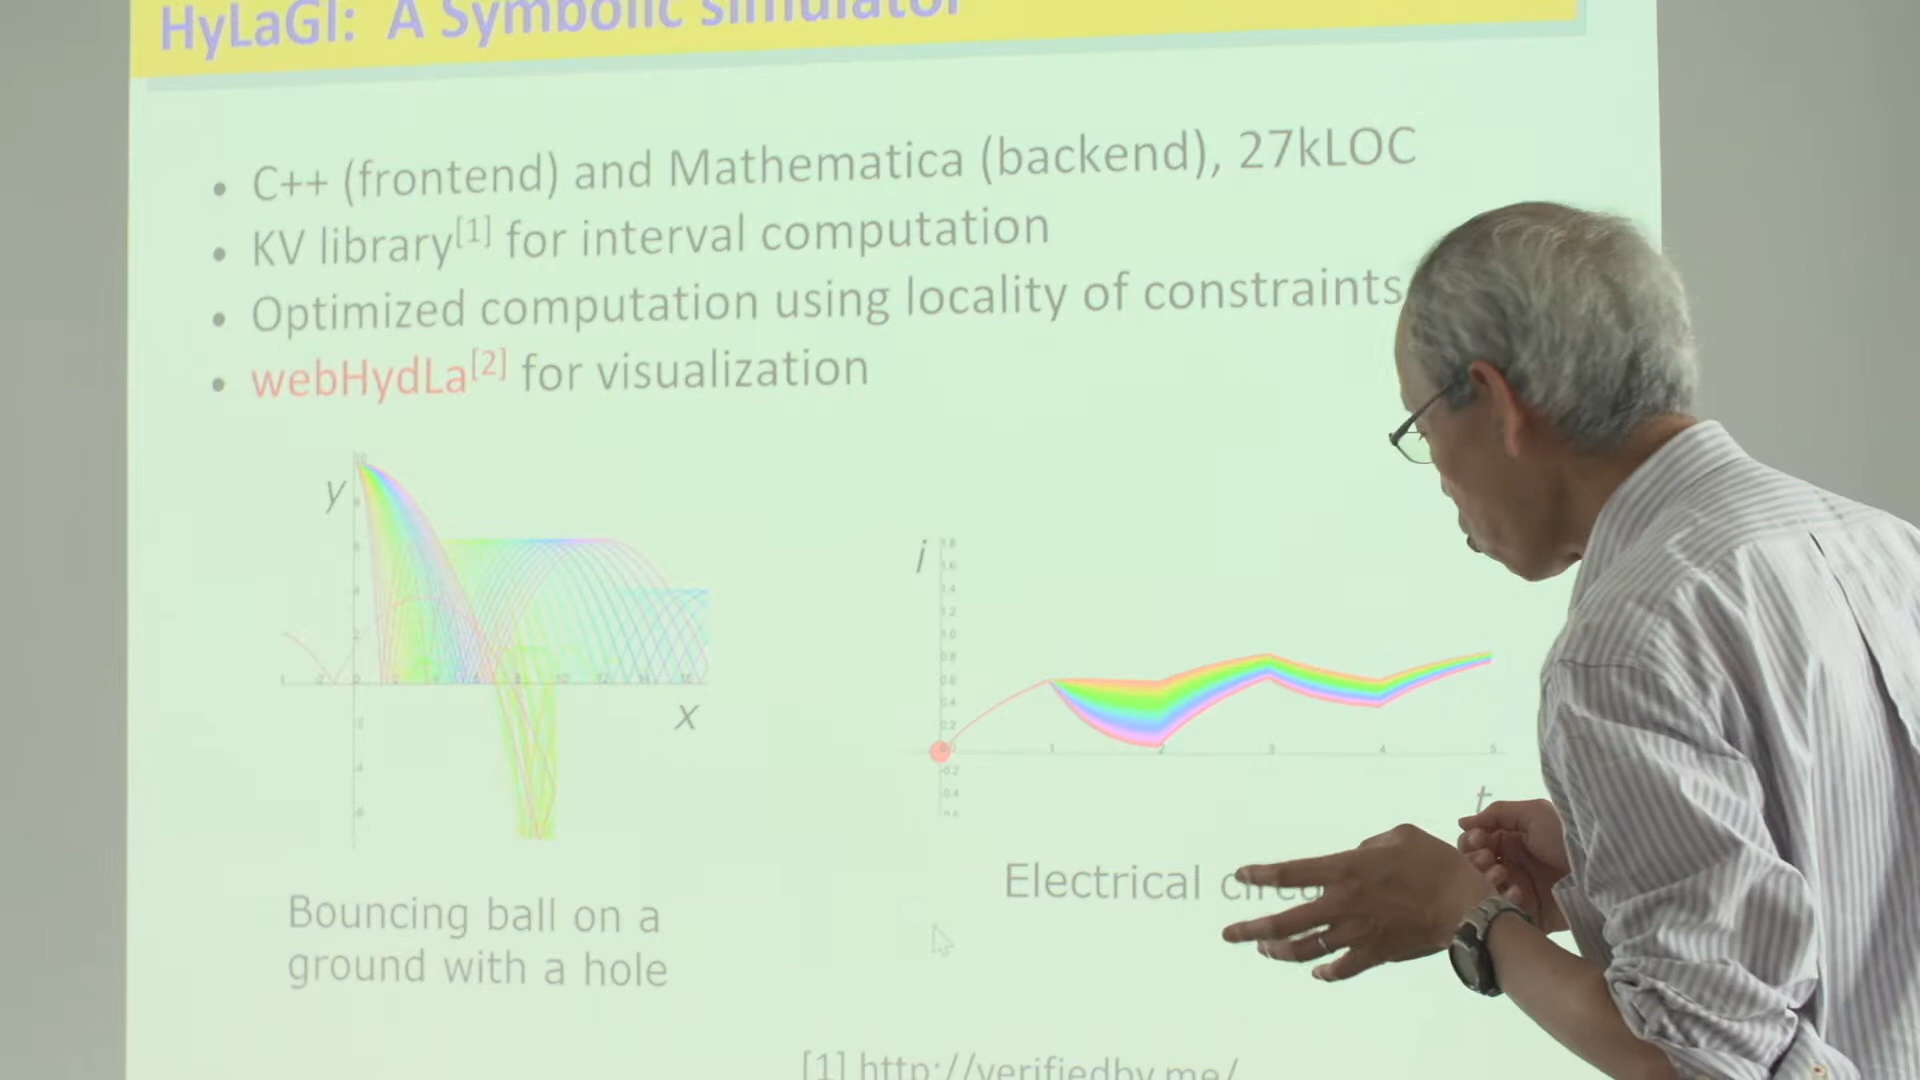 HyLaGI: A Symbolic simulator
• C++ (frontend) and Mathematica (backend), 27kLOC
• KV library[1] for interval computation
• Optimized computation using locality of constraints
• webHydLa[2] for visualization
y
x
i
t
Bouncing ball on a
ground with a hole
Electrical
[1] http://verifiedby.me/